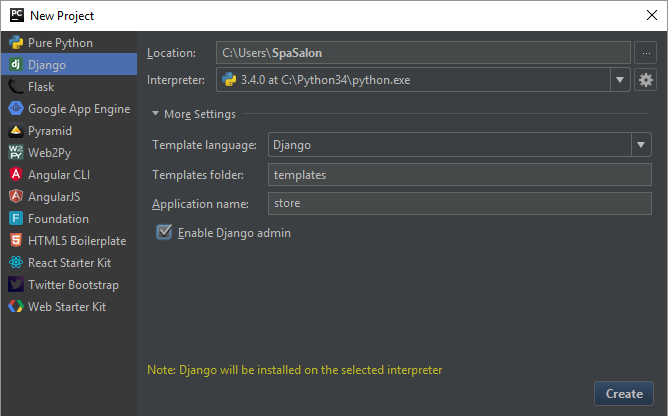 PC New Project
Pure Python
dj Django
Flask
Google App Engine
Pyramid
W2 PY Web2Py
Angular CLI
AngularJS
F Foundation
HTML5 Boilerplate
React Starter Kit
Twitter Bootstrap
Web Starter Kit
Location: C:\Users\SpaSalon ...
Interpreter: 3.4.0 at C:\Python34\python.exe
More Settings
Template language: Django
Templates folder: templates
Application name: store
Enable Django admin
Note: Django will be installed on the selected interpreter
Create